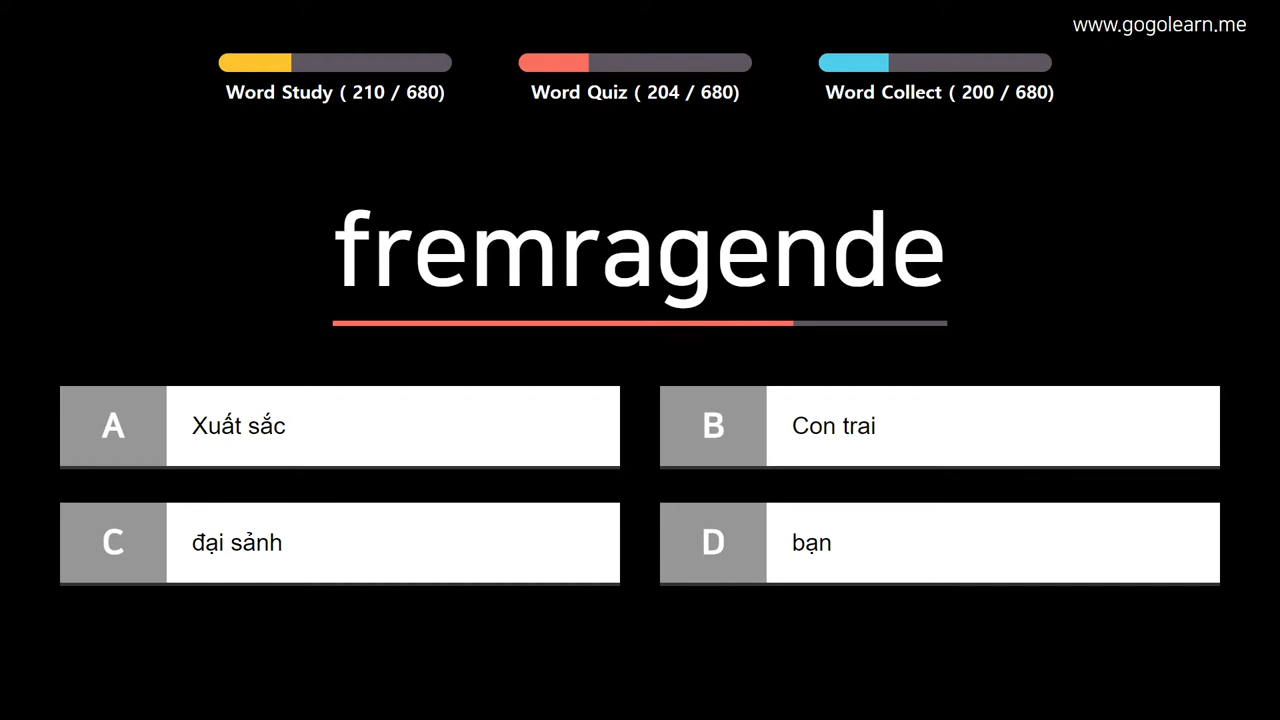 www.gogolearn.me
Word Study ( 210 / 680)
Word Quiz ( 204 / 680)
Word Collect ( 200 / 680)
fremragende
A
Xuất sắc
B
Con trai
C
đại sảnh
D
bạn